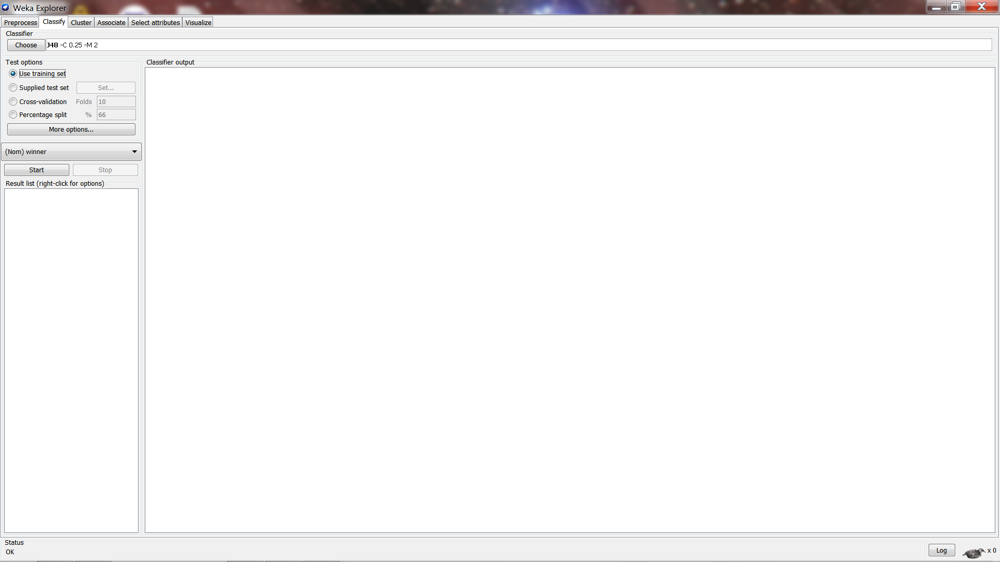 Weka Explorer
Preprocess Classify Cluster Associate Select attributes Visualize
Classifier
Choose J48 -C 0.25 -M 2
Test options
Classifier output
Use training set
Supplied test set Set...
Cross-validation Folds 10
Percentage split % 66
More options...
(Nom) winner
Start Stop
Result list (right-click for options)
Status
OK
Log x 0